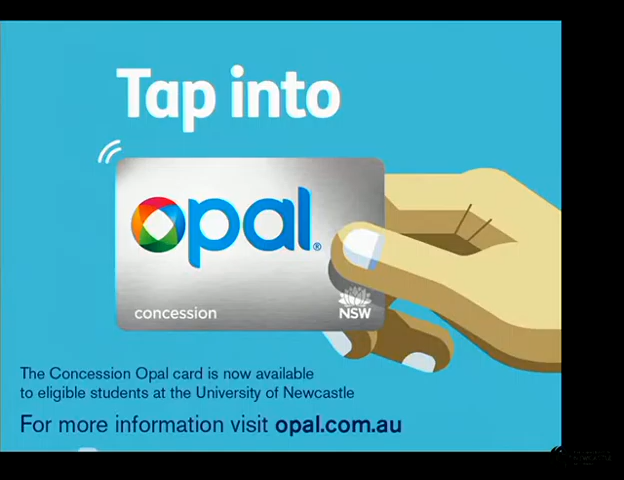 Tap into
opal®
concession
NSW
The Concession Opal card is now available
to eligible students at the University of Newcastle
For more information visit opal.com.au